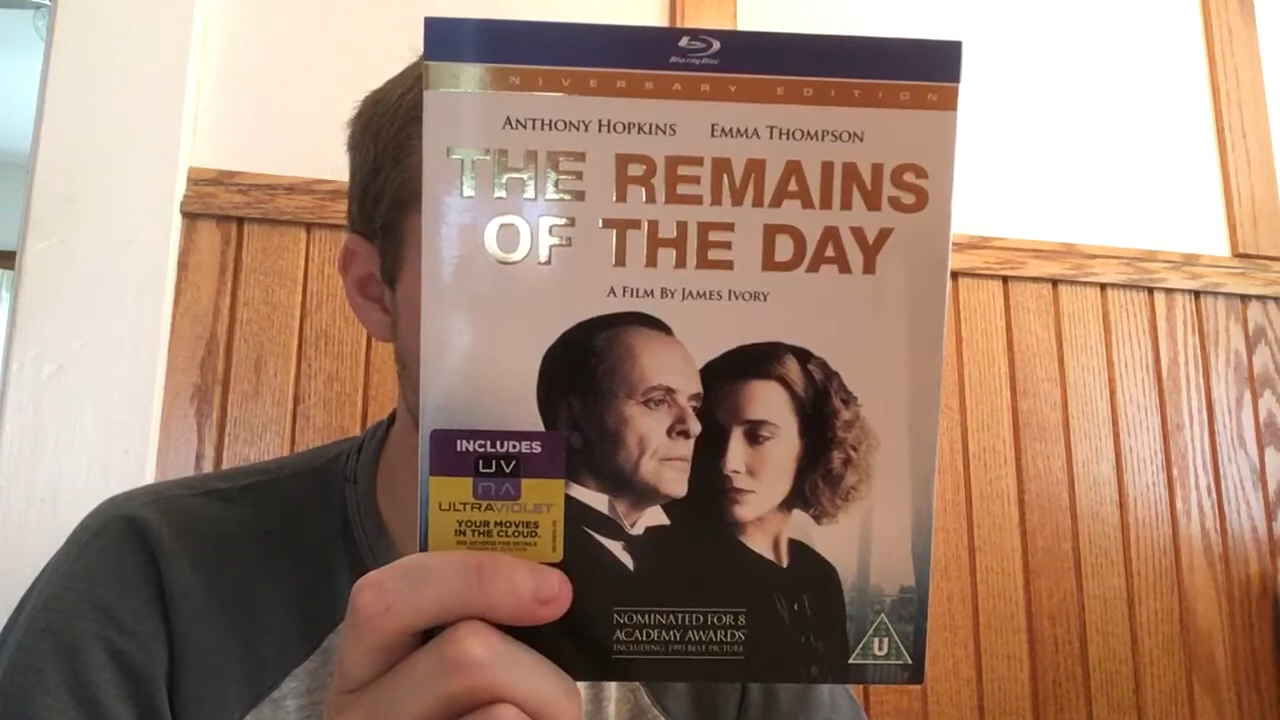 Blu-ray Disc
NIVERSARY EDITION
ANTHONY HOPKINS EMMA THOMPSON
THE REMAINS
OF THE DAY
A FILM BY JAMES IVORY
INCLUDES
UV
ULTRAVIOLET
YOUR MOVIES
IN THE CLOUD.
NOMINATED FOR 8
ACADEMY AWARDS®
INCLUDING 1993 BEST PICTURE
U